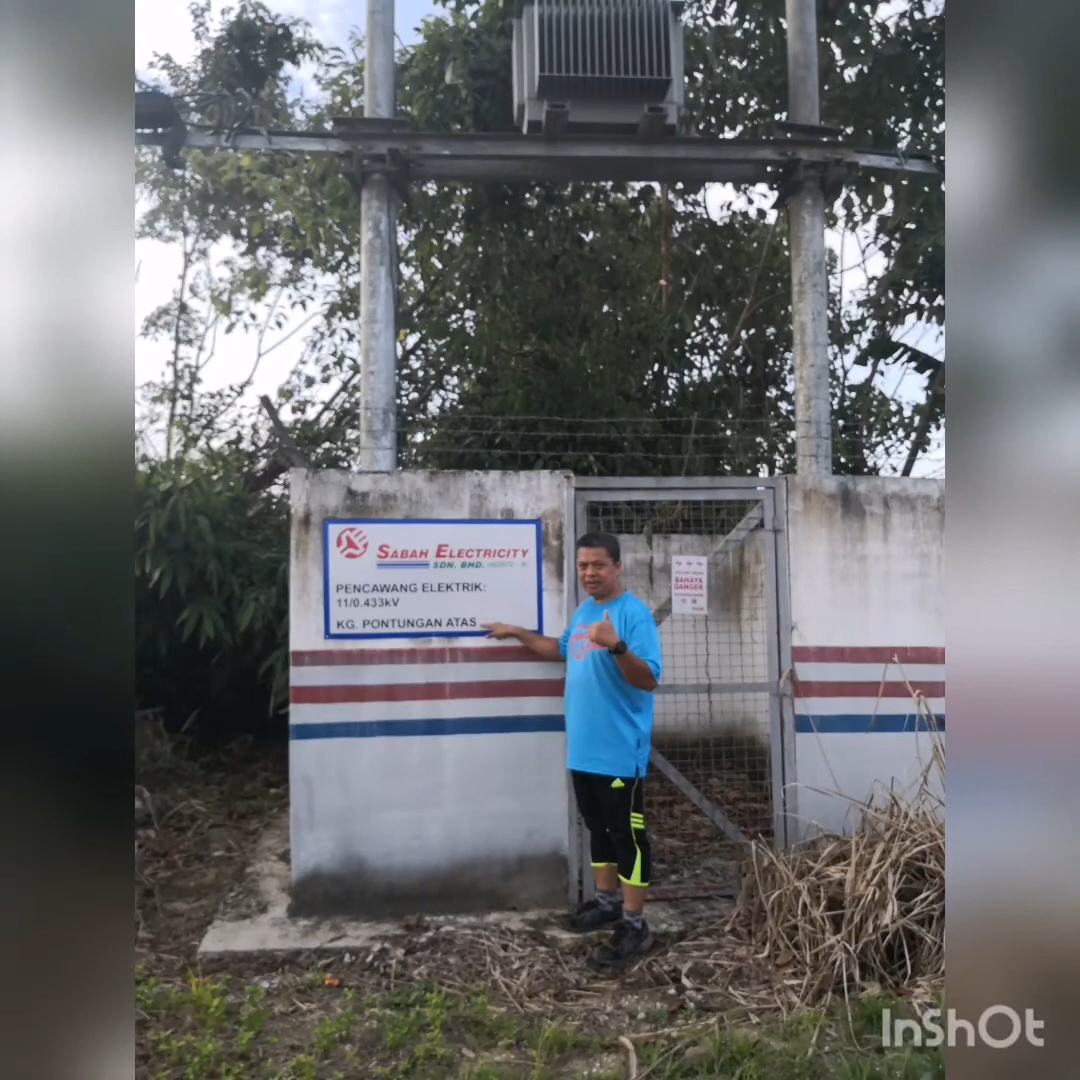 SABAH ELECTRICITY
SDN. BHD.
PENCAWANG ELEKTRIK:
11/0.433kV
KG. PONTUNGAN ATAS
BAHAYA
DANGER
InShOt